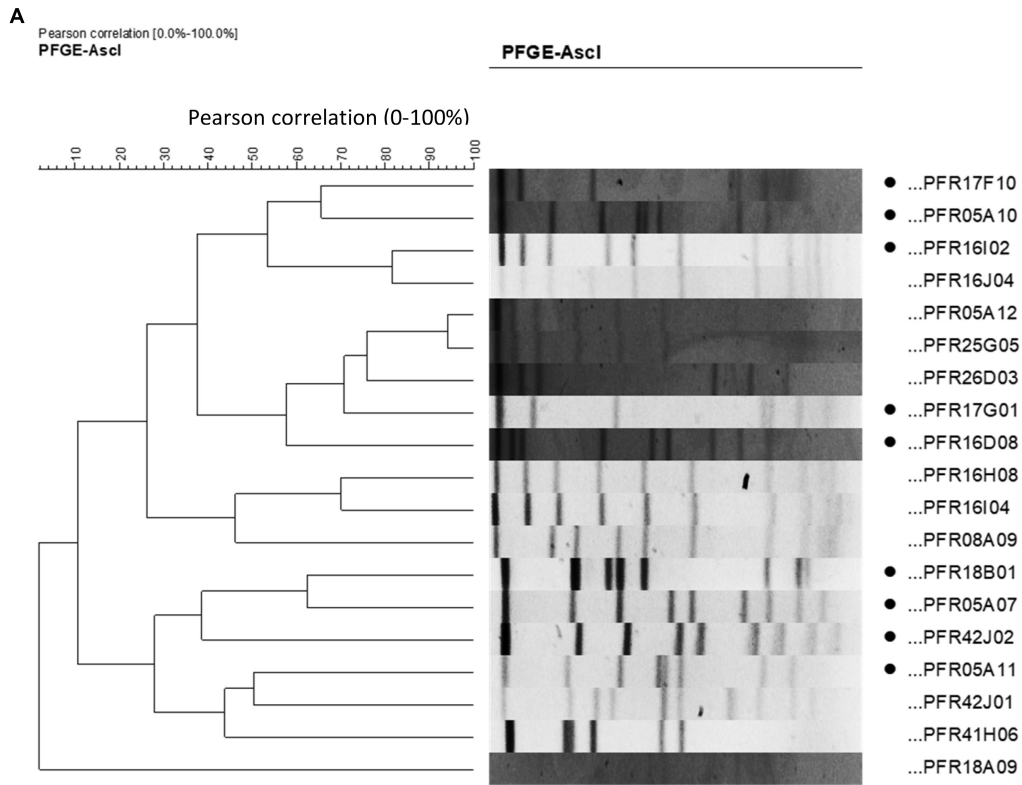 A
Pearson correlation [0.0%-100.0%]
PFGE-AscI
PFGE-AscI
Pearson correlation (0-100%)
10 20 30 40 50 60 70 80 90 100
...PFR17F10
...PFR05A10
...PFR16I02
...PFR16J04
...PFR05A12
...PFR25G05
...PFR26D03
...PFR17G01
...PFR16D08
...PFR16H08
...PFR16I04
...PFR08A09
...PFR18B01
...PFR05A07
...PFR42J02
...PFR05A11
...PFR42J01
...PFR41H06
...PFR18A09